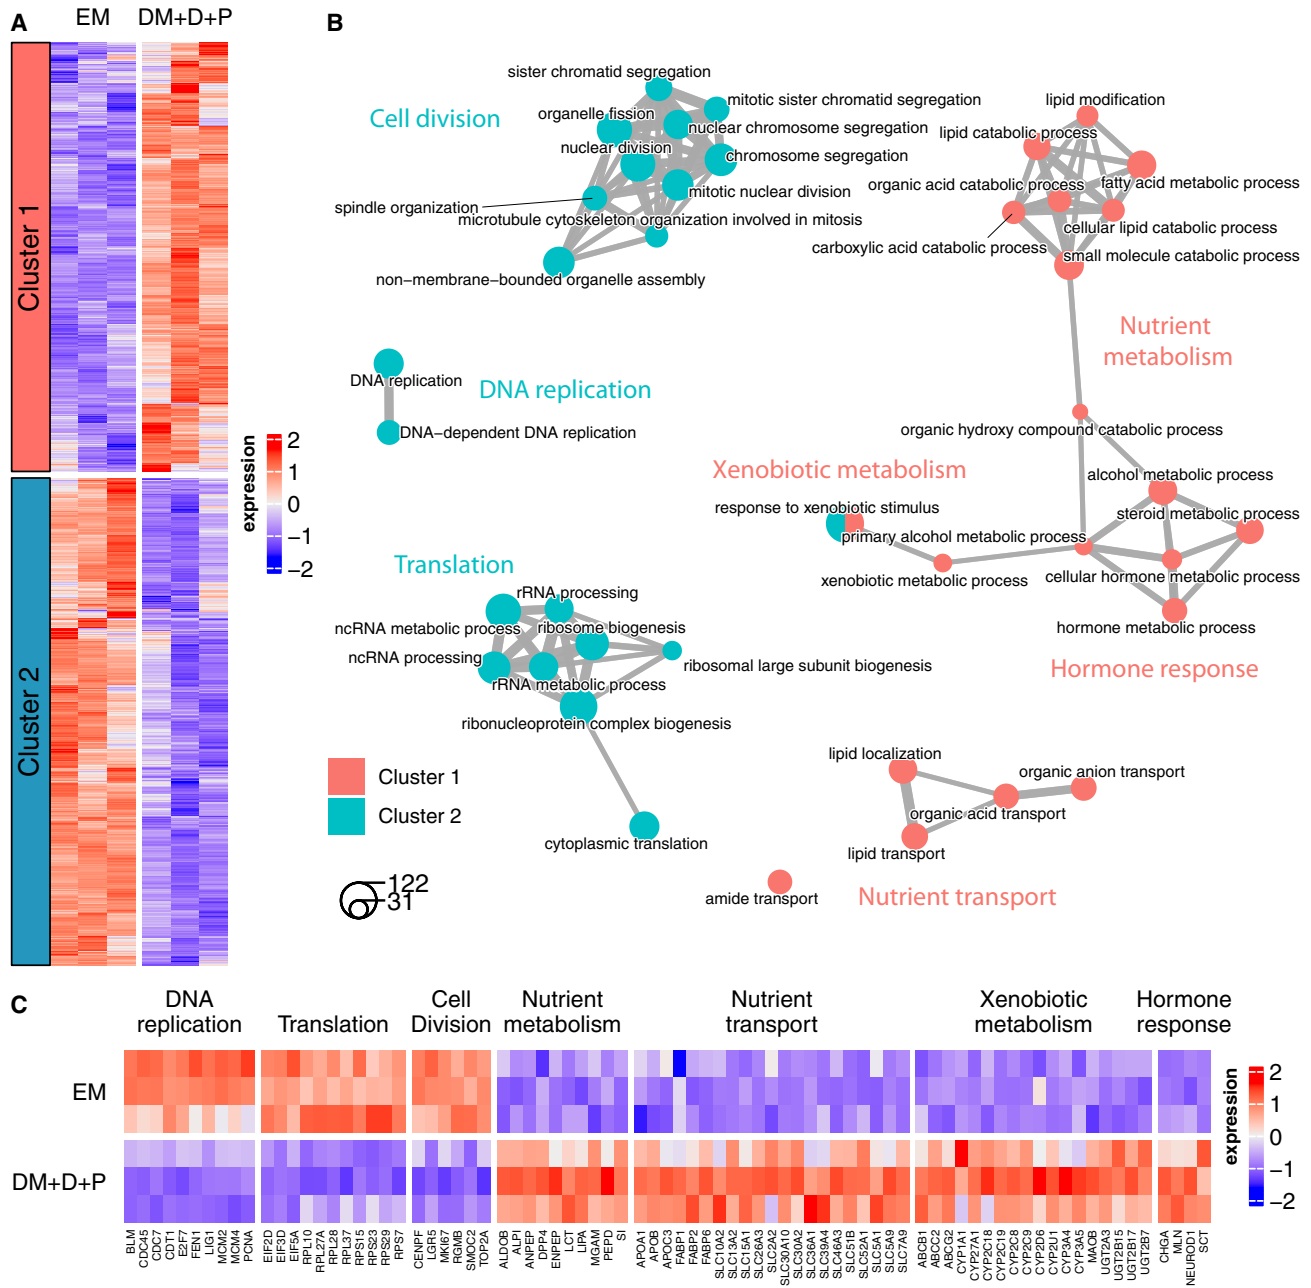 A
EM
DM+D+P
B
Cluster 1
Cluster 2
expression
2
1
0
−1
−2
Cell division
sister chromatid segregation
mitotic sister chromatid segregation
organelle fission
nuclear chromosome segregation
nuclear division
chromosome segregation
mitotic nuclear division
spindle organization
microtubule cytoskeleton organization involved in mitosis
non−membrane−bounded organelle assembly
lipid modification
lipid catabolic process
organic acid catabolic process
fatty acid metabolic process
cellular lipid catabolic process
carboxylic acid catabolic process
small molecule catabolic process
Nutrient
metabolism
DNA replication
DNA replication
DNA−dependent DNA replication
organic hydroxy compound catabolic process
Xenobiotic metabolism
alcohol metabolic process
response to xenobiotic stimulus
steroid metabolic process
primary alcohol metabolic process
xenobiotic metabolic process
cellular hormone metabolic process
hormone metabolic process
Hormone response
Translation
rRNA processing
ncRNA metabolic process
ribosome biogenesis
ncRNA processing
ribosomal large subunit biogenesis
rRNA metabolic process
ribonucleoprotein complex biogenesis
cytoplasmic translation
Cluster 1
Cluster 2
122
31
lipid localization
organic anion transport
organic acid transport
lipid transport
amide transport
Nutrient transport
C
DNA
replication
Translation
Cell
Division
Nutrient
metabolism
Nutrient
transport
Xenobiotic
metabolism
Hormone
response
EM
DM+D+P
expression
2
1
0
−1
−2
BLM
CDC45
CDC7
CDT1
E2F2
FEN1
LIG1
MCM2
MCM4
PCNA
EIF2D
EIF3D
EIF5A
RPL10
RPL27A
RPL28
RPL37
RPS15
RPS23
RPS29
RPS7
CENPF
LGR5
MKI67
RGMB
SMOC2
TOP2A
ALDOB
ALPI
ANPEP
DPP4
ENPEP
LCT
LIPA
MGAM
PEPD
SI
APOA1
APOB
APOC3
FABP1
FABP2
FABP6
SLC10A2
SLC13A2
SLC15A1
SLC26A3
SLC2A2
SLC30A10
SLC30A2
SLC36A1
SLC39A4
SLC46A3
SLC51B
SLC52A1
SLC5A1
SLC5A9
SLC7A9
ABCB1
ABCC2
ABCG2
CYP1A1
CYP27A1
CYP2C18
CYP2C19
CYP2C8
CYP2C9
CYP2D6
CYP2U1
CYP3A4
CYP3A5
MAOB
UGT2A3
UGT2B15
UGT2B17
UGT2B7
CHGA
MLN
NEUROD1
SCT